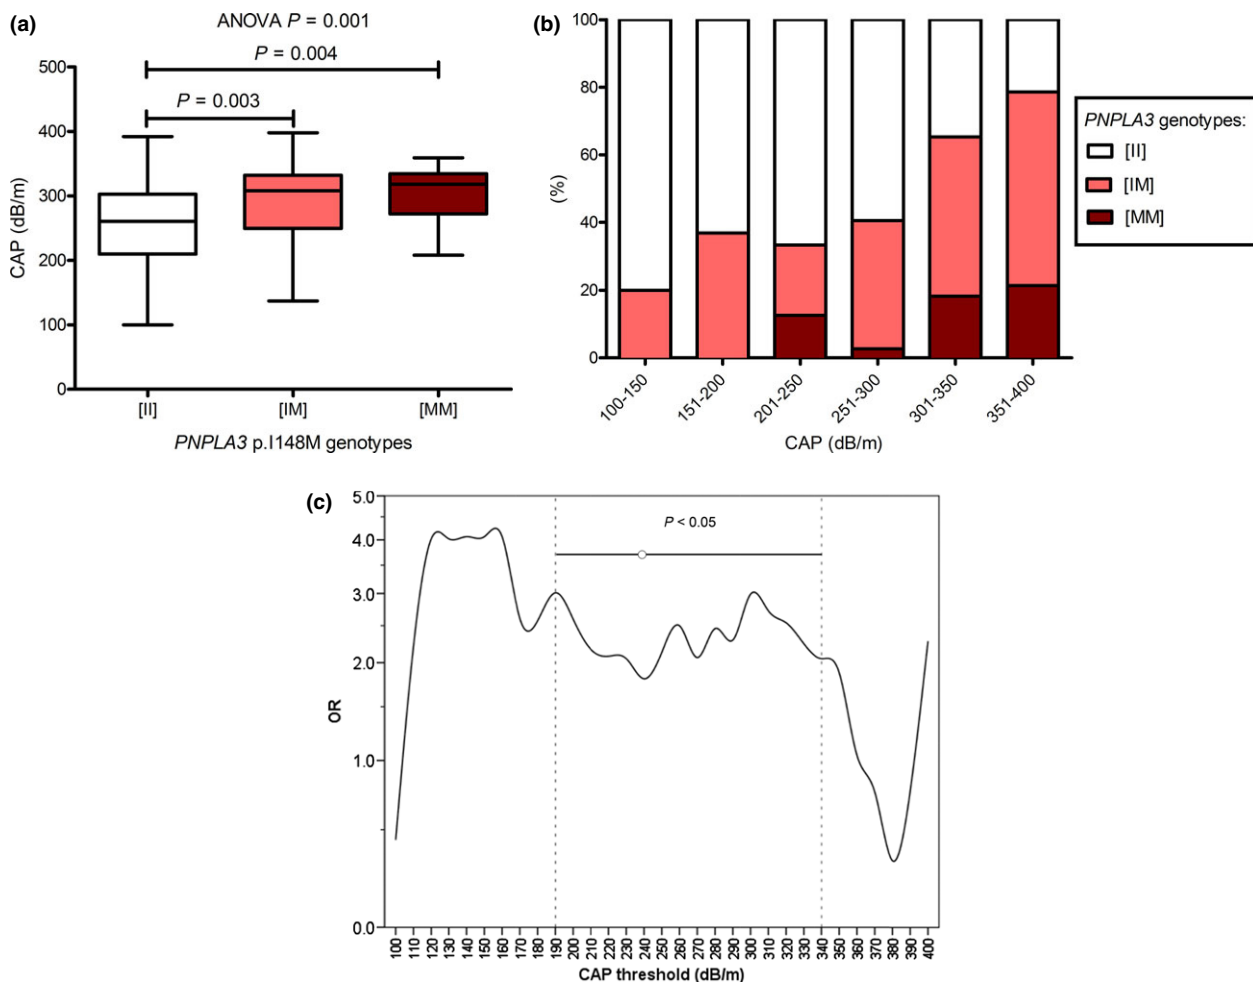 (a)
ANOVA P = 0.001
P = 0.004
P = 0.003
500
400
300
200
100
0
CAP (dB/m)
[II] [IM] [MM]
PNPLA3 p.I148M genotypes
(b)
100
80
60
40
20
0
(%)
100-150 151-200 201-250 251-300 301-350 351-400
CAP (dB/m)
PNPLA3 genotypes:
[II]
[IM]
[MM]
(c)
P < 0.05
5.0
4.0
3.0
2.0
1.0
0.0
OR
100 110 120 130 140 150 160 170 180 190 200 210 220 230 240 250 260 270 280 290 300 310 320 330 340 350 360 370 380 390 400
CAP threshold (dB/m)